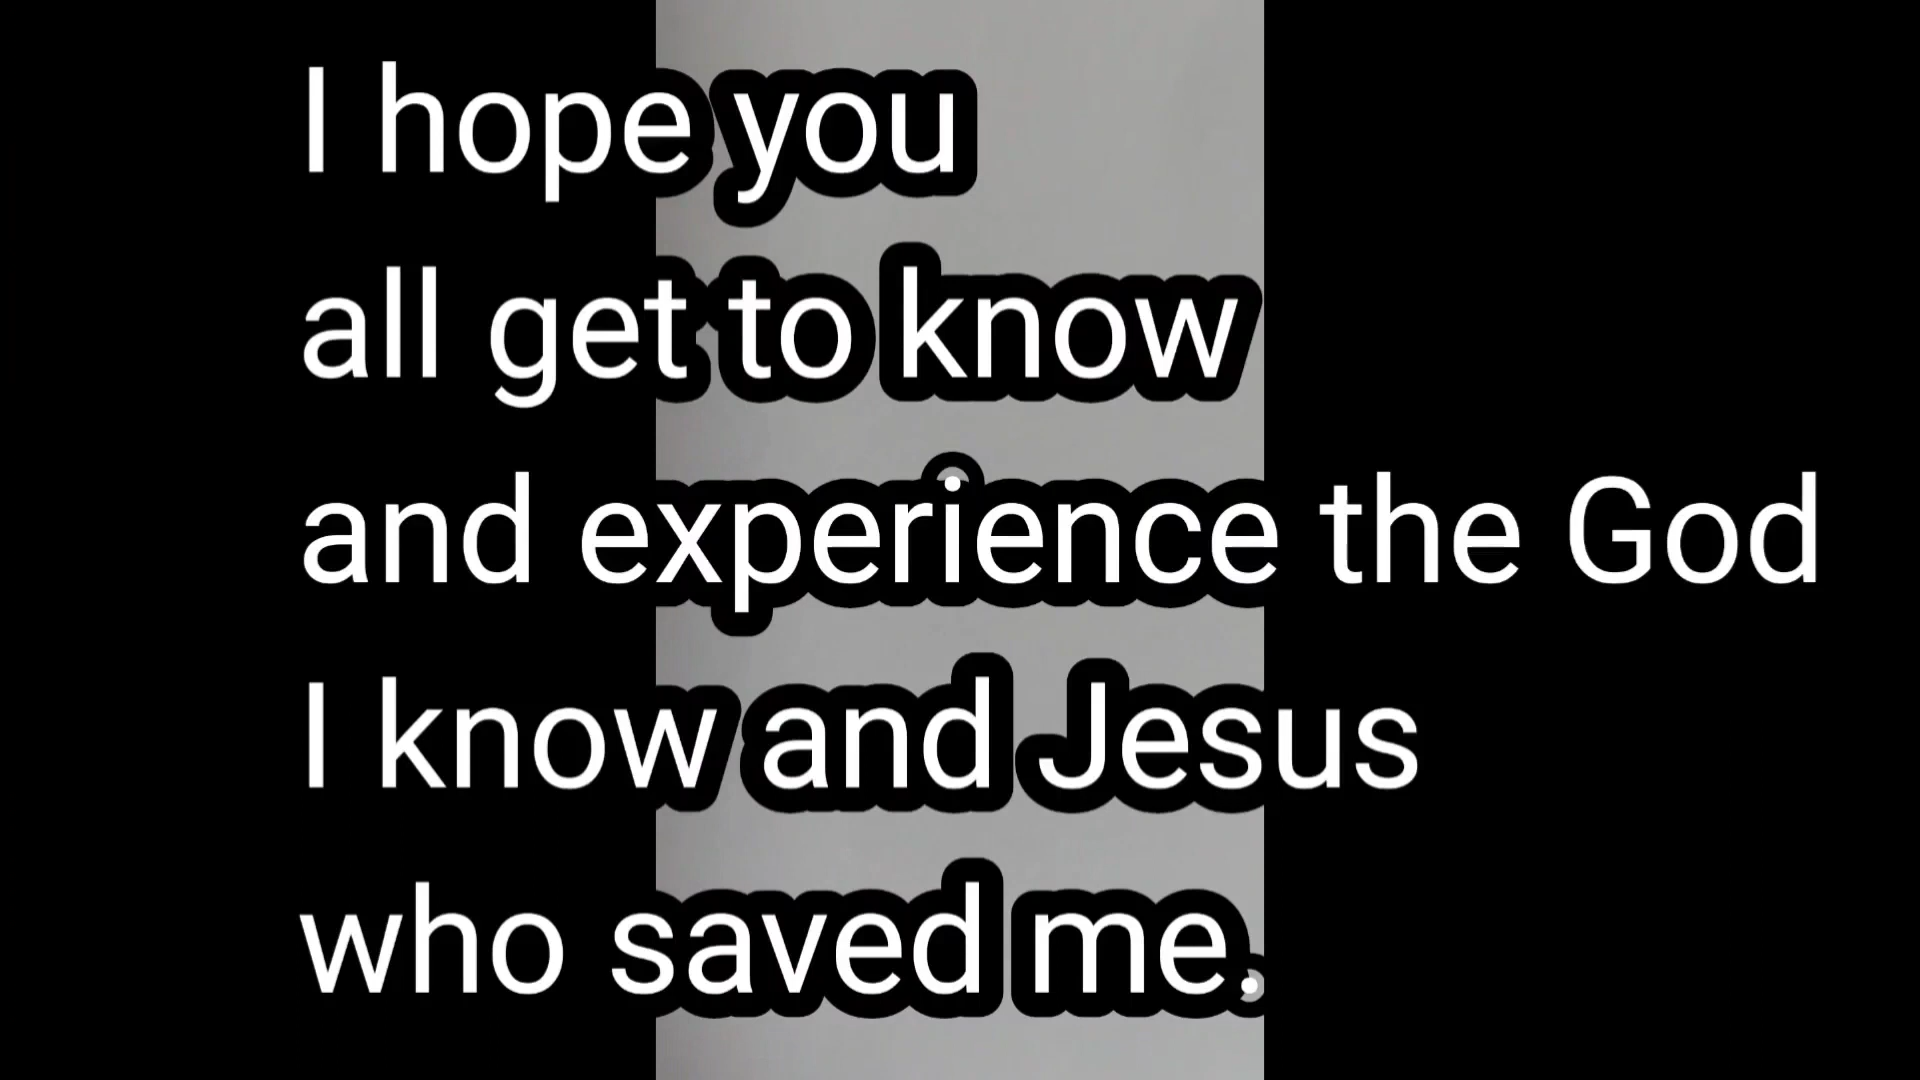 I hope you
all get to know
and experience the God
I know and Jesus
who saved me.